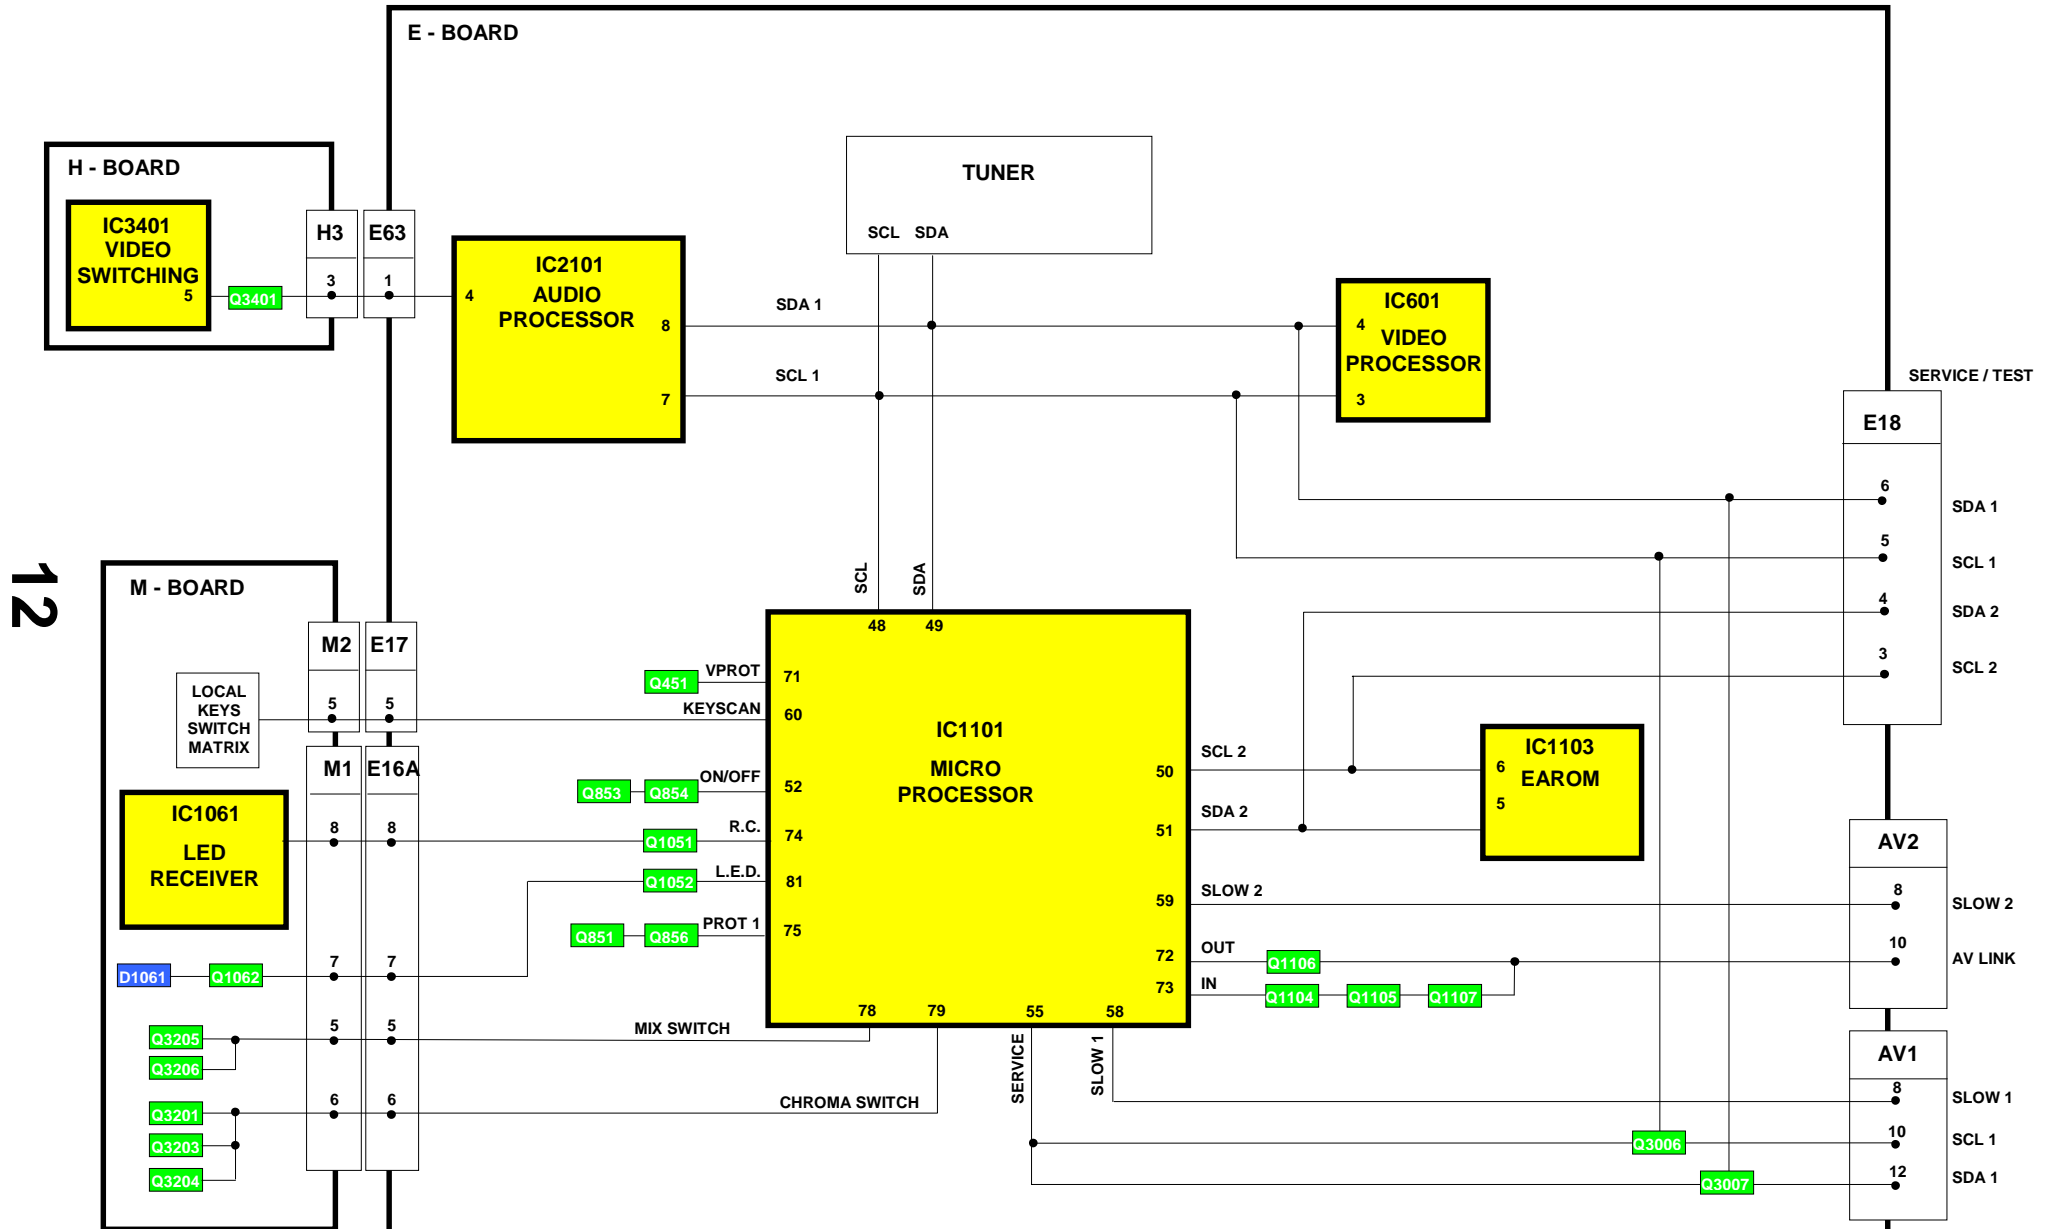 E - BOARD
H - BOARD
IC3401
VIDEO
SWITCHING
5
Q3401
H3
3
E63
1
IC2101
AUDIO
PROCESSOR
4
8
7
TUNER
SCL SDA
SDA 1
SCL 1
IC601
VIDEO
PROCESSOR
4
3
SERVICE / TEST
E18
6
SDA 1
5
SCL 1
4
SDA 2
3
SCL 2
12
M - BOARD
M2
E17
LOCAL
KEYS
SWITCH
MATRIX
5
5
M1
E16A
IC1061
LED
RECEIVER
8
8
D1061
Q1062
7
7
Q3205
Q3206
5
5
MIX SWITCH
Q3201
Q3203
Q3204
6
6
CHROMA SWITCH
SCL
SDA
48
49
Q451
VPROT
71
KEYSCAN
60
Q853
Q854
ON/OFF
52
R.C.
Q1051
74
L.E.D.
Q1052
81
Q851
Q856
PROT 1
75
IC1101
MICRO
PROCESSOR
50
SCL 2
51
SDA 2
59
SLOW 2
72
OUT
73
IN
78
79
55
58
SERVICE
SLOW 1
IC1103
EAROM
6
5
Q1106
Q1104
Q1105
Q1107
AV2
8
SLOW 2
10
AV LINK
AV1
8
SLOW 1
Q3006
10
SCL 1
Q3007
12
SDA 1